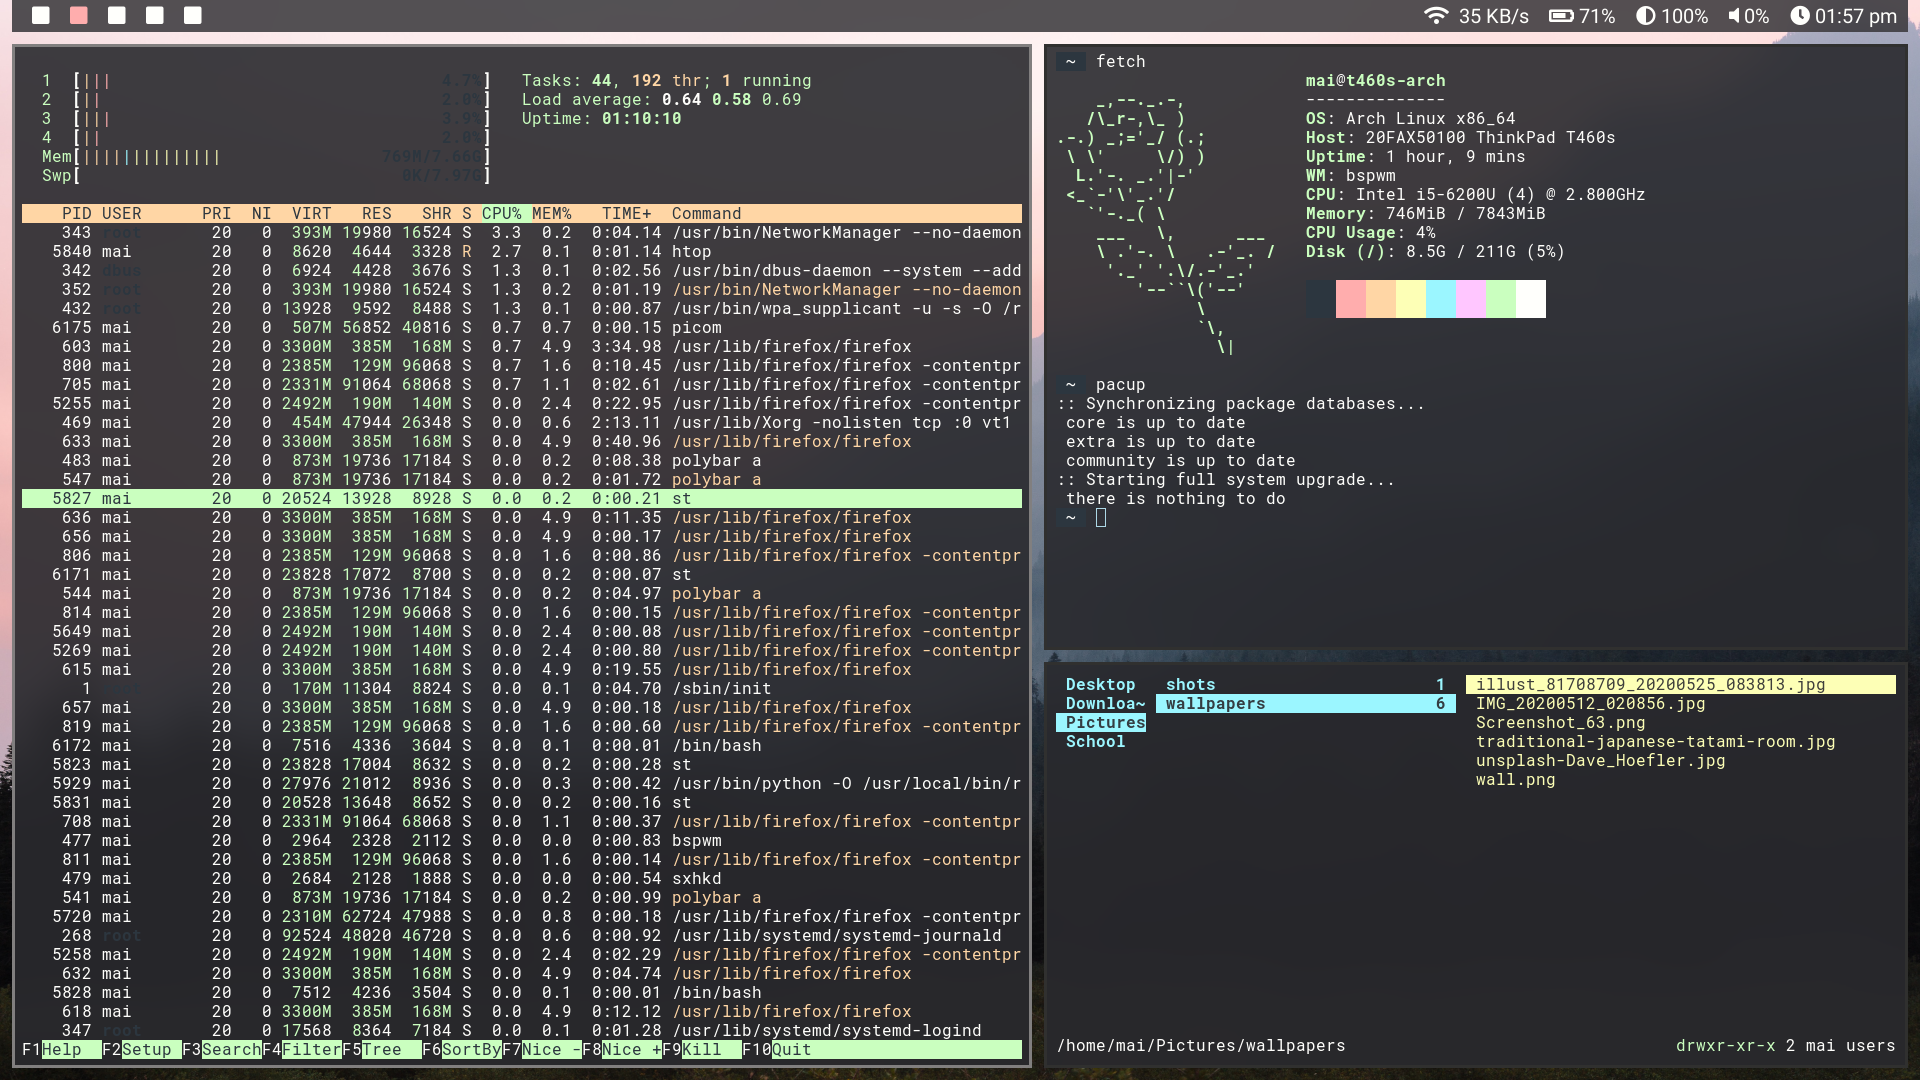 35 KB/s 71% 100% 0% 01:57 pm
1 [||| 4.7%] Tasks: 44, 192 thr; 1 running
2 [|| 2.0%] Load average: 0.64 0.58 0.69
3 [||| 3.9%] Uptime: 01:10:10
4 [|| 2.0%]
Mem[|||||||||||||| 769M/7.66G]
Swp[ 0K/7.97G]
PID USER PRI NI VIRT RES SHR S CPU% MEM% TIME+ Command
343 root 20 0 393M 19980 16524 S 3.3 0.2 0:04.14 /usr/bin/NetworkManager --no-daemon
5840 mai 20 0 8620 4644 3328 R 2.7 0.1 0:01.14 htop
342 dbus 20 0 6924 4428 3676 S 1.3 0.1 0:02.56 /usr/bin/dbus-daemon --system --add
352 root 20 0 393M 19980 16524 S 1.3 0.2 0:01.19 /usr/bin/NetworkManager --no-daemon
432 root 20 0 13928 9592 8488 S 1.3 0.1 0:00.87 /usr/bin/wpa_supplicant -u -s -O /r
6175 mai 20 0 507M 56852 40816 S 0.7 0.7 0:00.15 picom
603 mai 20 0 3300M 385M 168M S 0.7 4.9 3:34.98 /usr/lib/firefox/firefox
800 mai 20 0 2385M 129M 96068 S 0.7 1.6 0:10.45 /usr/lib/firefox/firefox -contentpr
705 mai 20 0 2331M 91064 68068 S 0.7 1.1 0:02.61 /usr/lib/firefox/firefox -contentpr
5255 mai 20 0 2492M 190M 140M S 0.0 2.4 0:22.95 /usr/lib/firefox/firefox -contentpr
469 mai 20 0 454M 47944 26348 S 0.0 0.6 2:13.11 /usr/lib/Xorg -nolisten tcp :0 vt1
633 mai 20 0 3300M 385M 168M S 0.0 4.9 0:40.96 /usr/lib/firefox/firefox
483 mai 20 0 873M 19736 17184 S 0.0 0.2 0:08.38 polybar a
547 mai 20 0 873M 19736 17184 S 0.0 0.2 0:01.72 polybar a
5827 mai 20 0 20524 13928 8928 S 0.0 0.2 0:00.21 st
636 mai 20 0 3300M 385M 168M S 0.0 4.9 0:11.35 /usr/lib/firefox/firefox
656 mai 20 0 3300M 385M 168M S 0.0 4.9 0:00.17 /usr/lib/firefox/firefox
806 mai 20 0 2385M 129M 96068 S 0.0 1.6 0:00.86 /usr/lib/firefox/firefox -contentpr
6171 mai 20 0 23828 17072 8700 S 0.0 0.2 0:00.07 st
544 mai 20 0 873M 19736 17184 S 0.0 0.2 0:04.97 polybar a
814 mai 20 0 2385M 129M 96068 S 0.0 1.6 0:00.15 /usr/lib/firefox/firefox -contentpr
5649 mai 20 0 2492M 190M 140M S 0.0 2.4 0:00.08 /usr/lib/firefox/firefox -contentpr
5269 mai 20 0 2492M 190M 140M S 0.0 2.4 0:00.80 /usr/lib/firefox/firefox -contentpr
615 mai 20 0 3300M 385M 168M S 0.0 4.9 0:19.55 /usr/lib/firefox/firefox
1 20 0 170M 11304 8824 S 0.0 0.1 0:04.70 /sbin/init
657 mai 20 0 3300M 385M 168M S 0.0 4.9 0:00.18 /usr/lib/firefox/firefox
819 mai 20 0 2385M 129M 96068 S 0.0 1.6 0:00.60 /usr/lib/firefox/firefox -contentpr
6172 mai 20 0 7516 4336 3604 S 0.0 0.1 0:00.01 /bin/bash
5823 mai 20 0 23828 17004 8632 S 0.0 0.2 0:00.28 st
5929 mai 20 0 27976 21012 8936 S 0.0 0.3 0:00.42 /usr/bin/python -O /usr/local/bin/r
5831 mai 20 0 20528 13648 8652 S 0.0 0.2 0:00.16 st
708 mai 20 0 2331M 91064 68068 S 0.0 1.1 0:00.37 /usr/lib/firefox/firefox -contentpr
477 mai 20 0 2964 2328 2112 S 0.0 0.0 0:00.83 bspwm
811 mai 20 0 2385M 129M 96068 S 0.0 1.6 0:00.14 /usr/lib/firefox/firefox -contentpr
479 mai 20 0 2684 2128 1888 S 0.0 0.0 0:00.54 sxhkd
541 mai 20 0 873M 19736 17184 S 0.0 0.2 0:00.99 polybar a
5720 mai 20 0 2310M 62724 47988 S 0.0 0.8 0:00.18 /usr/lib/firefox/firefox -contentpr
268 root 20 0 92524 48020 46720 S 0.0 0.6 0:00.92 /usr/lib/systemd/systemd-journald
5258 mai 20 0 2492M 190M 140M S 0.0 2.4 0:02.29 /usr/lib/firefox/firefox -contentpr
632 mai 20 0 3300M 385M 168M S 0.0 4.9 0:04.74 /usr/lib/firefox/firefox
5828 mai 20 0 7512 4236 3504 S 0.0 0.1 0:00.01 /bin/bash
618 mai 20 0 3300M 385M 168M S 0.0 4.9 0:12.12 /usr/lib/firefox/firefox
347 root 20 0 17568 8364 7184 S 0.0 0.1 0:01.28 /usr/lib/systemd/systemd-logind
F1Help F2Setup F3SearchF4FilterF5Tree F6SortByF7Nice -F8Nice +F9Kill F10Quit
~ fetch
mai@t460s-arch
--------------
OS: Arch Linux x86_64
Host: 20FAX50100 ThinkPad T460s
Uptime: 1 hour, 9 mins
WM: bspwm
CPU: Intel i5-6200U (4) @ 2.800GHz
Memory: 746MiB / 7843MiB
CPU Usage: 4%
Disk (/): 8.5G / 211G (5%)
~ pacup
:: Synchronizing package databases...
core is up to date
extra is up to date
community is up to date
:: Starting full system upgrade...
there is nothing to do
~
Desktop shots 1 illust_81708709_20200525_083813.jpg
Downloa~ wallpapers 6 IMG_20200512_020856.jpg
Pictures Screenshot_63.png
School traditional-japanese-tatami-room.jpg
unsplash-Dave_Hoefler.jpg
wall.png
/home/mai/Pictures/wallpapers drwxr-xr-x 2 mai users